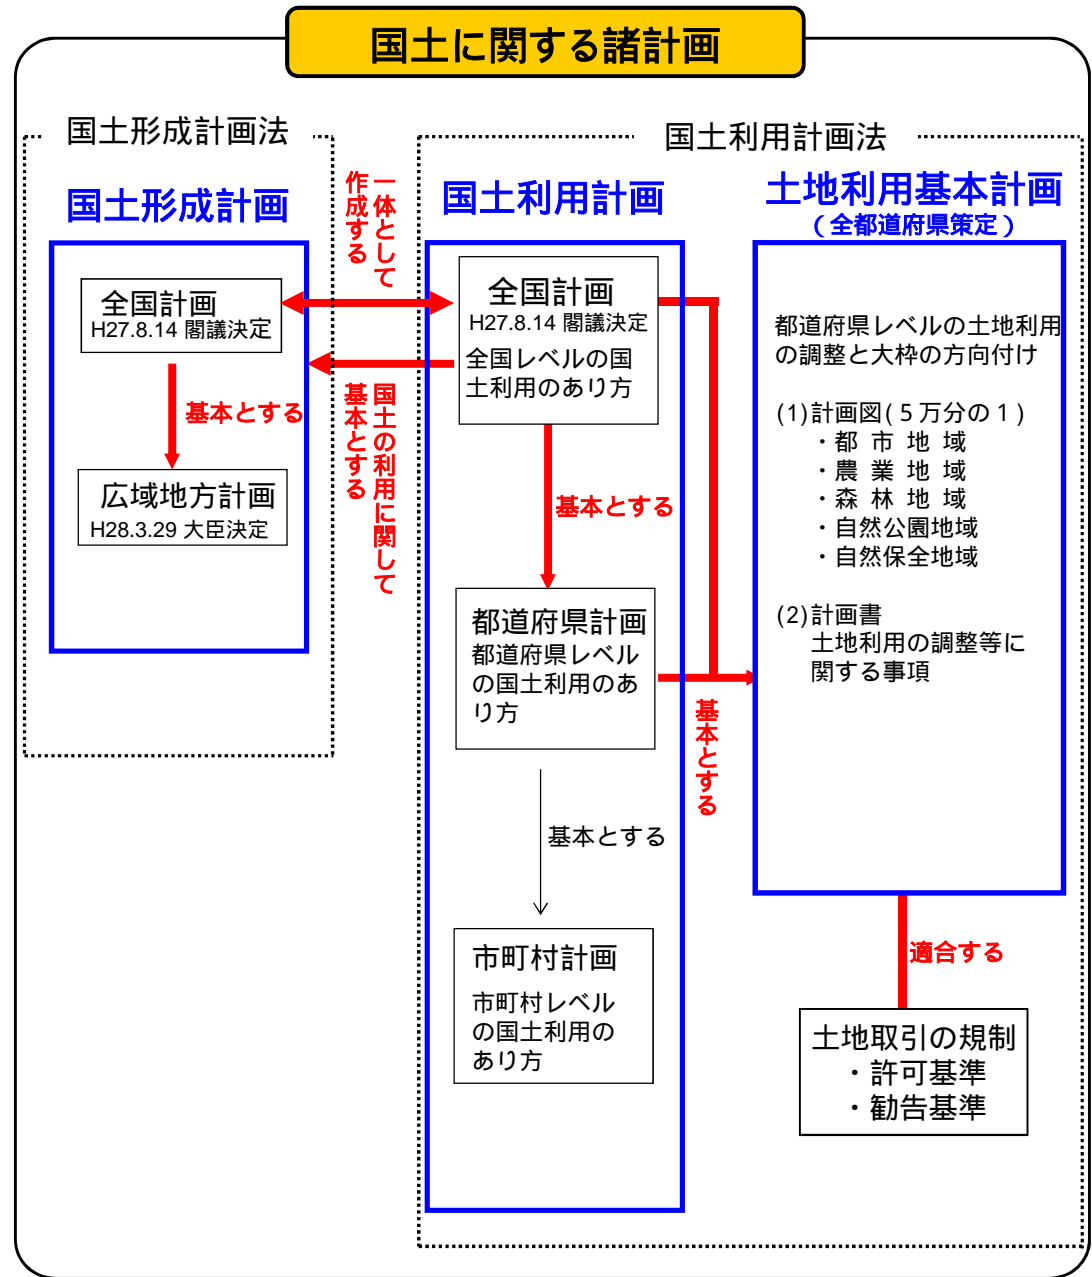 国土に関する諸計画
国土形成計画法
国土形成計画
全国計画
H27.8.14 閣議決定
基本とする
広域地方計画
H28.3.29 大臣決定
一体として
作成する
国土の利用に関して
基本とする
国土利用計画法
国土利用計画
全国計画
H27.8.14 閣議決定
全国レベルの国
土利用のあり方
基本とする
都道府県計画
都道府県レベル
の国土利用のあ
り方
基本とする
市町村計画
市町村レベル
の国土利用の
あり方
基本とする
土地利用基本計画
(全都道府県策定)
都道府県レベルの土地利用
の調整と大枠の方向付け
(1)計画図(５万分の１)
・都 市 地 域
・農 業 地 域
・森 林 地 域
・自然公園地域
・自然保全地域
(2)計画書
土地利用の調整等に
関する事項
適合する
土地取引の規制
・許可基準
・勧告基準